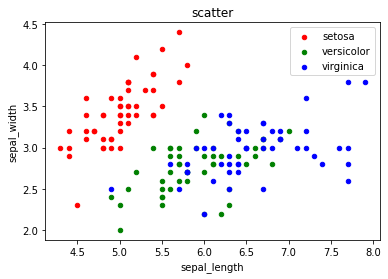 scatter
setosa
versicolor
virginica
sepal_width
4.5
4.0
3.5
3.0
2.5
2.0
4.5 5.0 5.5 6.0 6.5 7.0 7.5 8.0
sepal_length